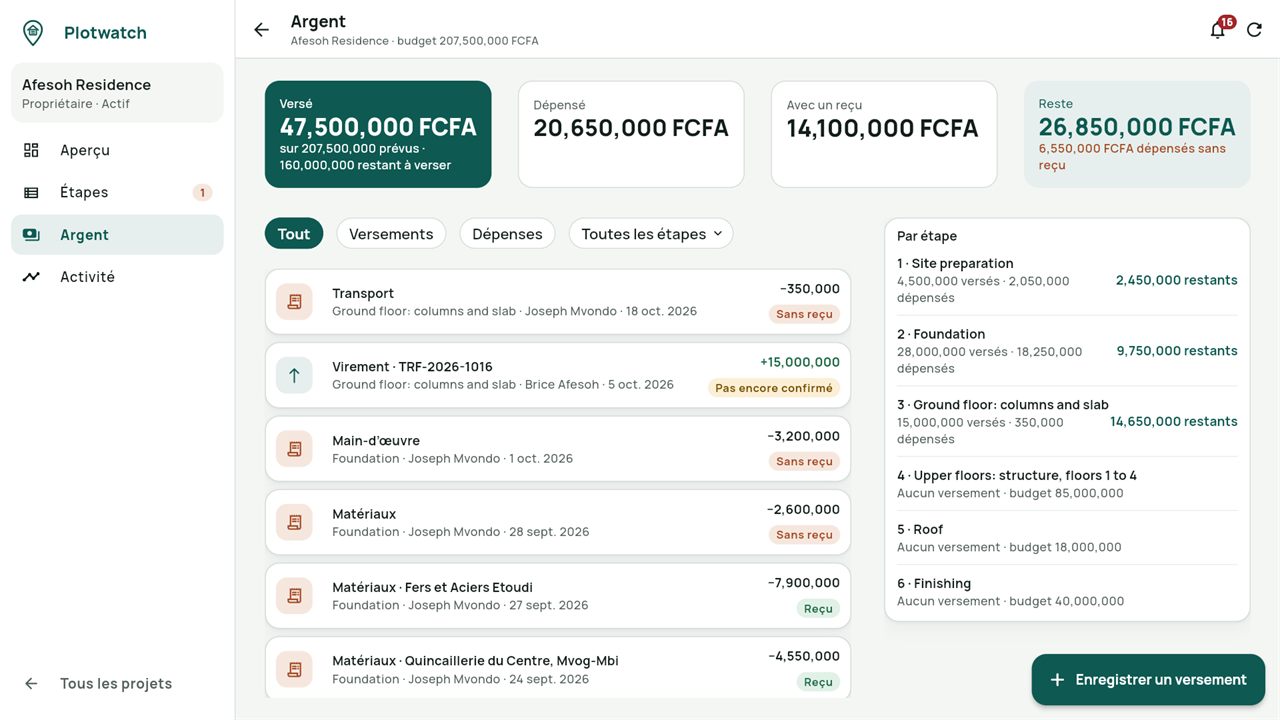 Plotwatch
Afesoh Residence
Propriétaire · Actif
Aperçu
Étapes
1
Argent
Activité
Tous les projets
Argent
Afesoh Residence · budget 207,500,000 FCFA
16
Versé
47,500,000 FCFA
sur 207,500,000 prévus ·
160,000,000 restant à verser
Dépensé
20,650,000 FCFA
Avec un reçu
14,100,000 FCFA
Reste
26,850,000 FCFA
6,550,000 FCFA dépensés sans
reçu
Tout
Versements
Dépenses
Toutes les étapes
Transport
Ground floor: columns and slab · Joseph Mvondo · 18 oct. 2026
−350,000
Sans reçu
Virement · TRF-2026-1016
Ground floor: columns and slab · Brice Afesoh · 5 oct. 2026
+15,000,000
Pas encore confirmé
Main-d’œuvre
Foundation · Joseph Mvondo · 1 oct. 2026
−3,200,000
Sans reçu
Matériaux
Foundation · Joseph Mvondo · 28 sept. 2026
−2,600,000
Sans reçu
Matériaux · Fers et Aciers Etoudi
Foundation · Joseph Mvondo · 27 sept. 2026
−7,900,000
Reçu
Matériaux · Quincaillerie du Centre, Mvog-Mbi
Foundation · Joseph Mvondo · 24 sept. 2026
−4,550,000
Reçu
Par étape
1 · Site preparation
4,500,000 versés · 2,050,000
dépensés
2,450,000 restants
2 · Foundation
28,000,000 versés · 18,250,000
dépensés
9,750,000 restants
3 · Ground floor: columns and slab
15,000,000 versés · 350,000
dépensés
14,650,000 restants
4 · Upper floors: structure, floors 1 to 4
Aucun versement · budget 85,000,000
5 · Roof
Aucun versement · budget 18,000,000
6 · Finishing
Aucun versement · budget 40,000,000
Enregistrer un versement